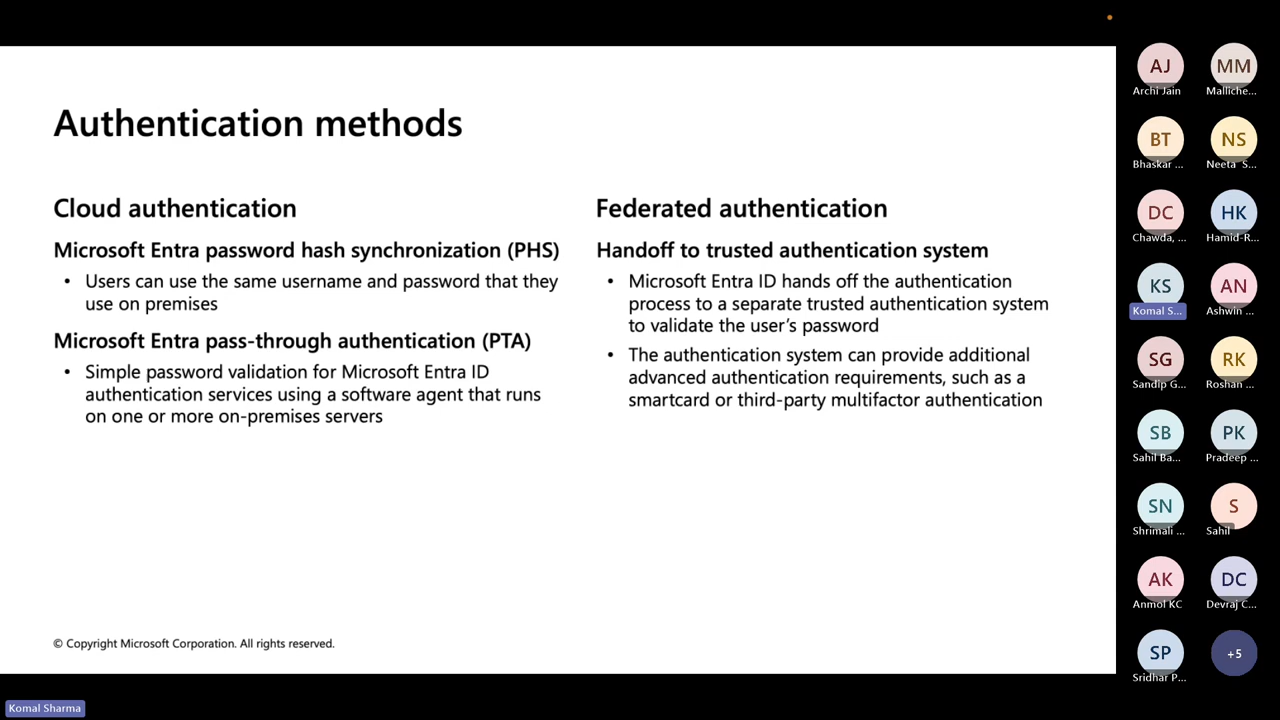 Authentication methods
Cloud authentication
Microsoft Entra password hash synchronization (PHS)
• Users can use the same username and password that they
use on premises
Microsoft Entra pass-through authentication (PTA)
• Simple password validation for Microsoft Entra ID
authentication services using a software agent that runs
on one or more on-premises servers
Federated authentication
Handoff to trusted authentication system
• Microsoft Entra ID hands off the authentication
process to a separate trusted authentication system
to validate the user’s password
• The authentication system can provide additional
advanced authentication requirements, such as a
smartcard or third-party multifactor authentication
© Copyright Microsoft Corporation. All rights reserved.
Komal Sharma
AJ
Archi Jain
MM
Malliche...
BT
Bhaskar ...
NS
Neeta S...
DC
Chawda, ...
HK
Hamid-R...
KS
Komal S...
AN
Ashwin ...
SG
Sandip G...
RK
Roshan ...
SB
Sahil Ba...
PK
Pradeep ...
SN
Shrimali ...
S
Sahil
AK
Anmol KC
DC
Devraj C...
SP
Sridhar P...
+5